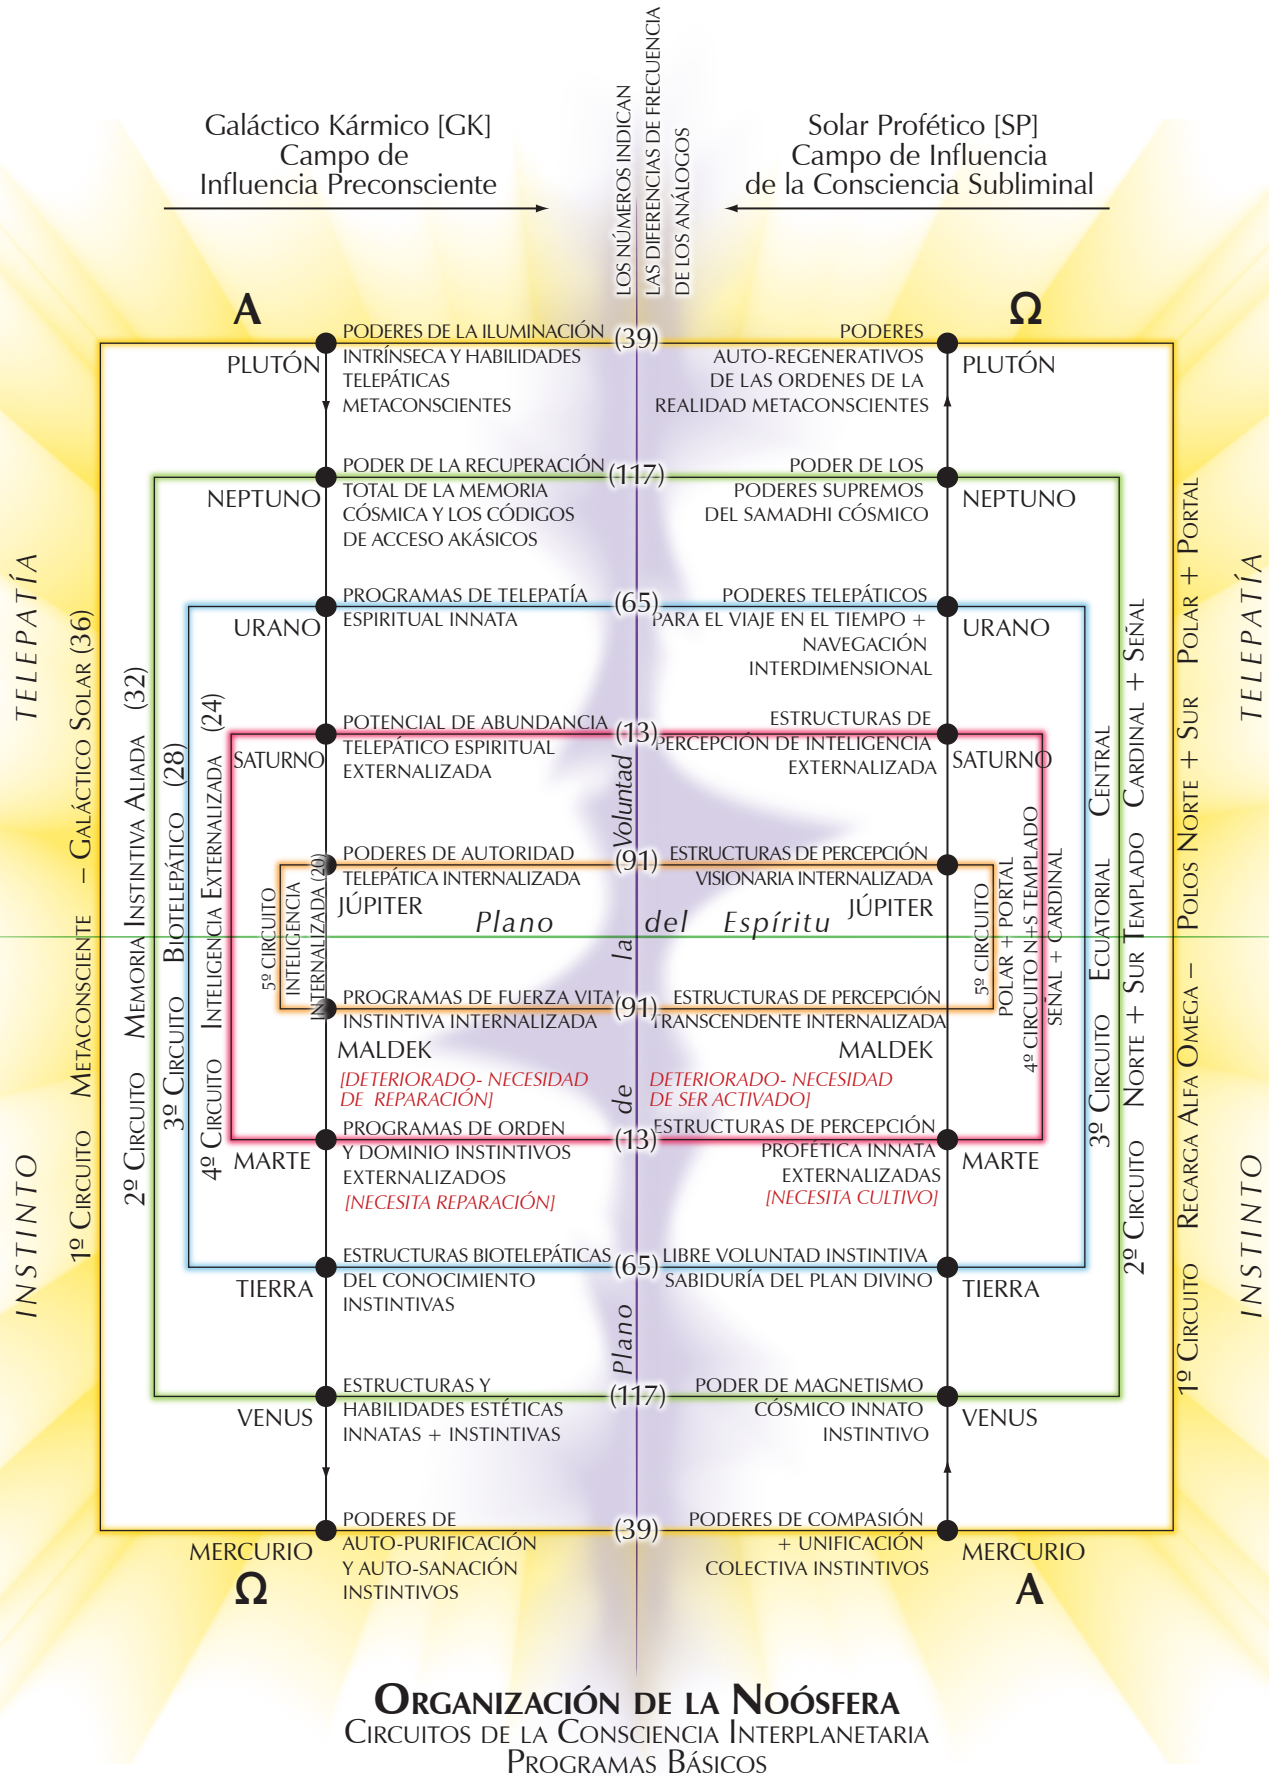 LOS NÚMEROS INDICAN
LAS DIFERENCIAS DE FRECUENCIA
DE LOS ANÁLOGOS
Galáctico Kármico [GK]
Campo de
Influencia Preconsciente
Solar Profético [SP]
Campo de Influencia
de la Consciencia Subliminal
A
Ω
PLUTÓN
PODERES DE LA ILUMINACIÓN
INTRÍNSECA Y HABILIDADES
TELEPÁTICAS
METACONSCIENTES
(39)
PODERES
AUTO-REGENERATIVOS
DE LAS ORDENES DE LA
REALIDAD METACONSCIENTES
PLUTÓN
NEPTUNO
PODER DE LA RECUPERACIÓN
TOTAL DE LA MEMORIA
CÓSMICA Y LOS CÓDIGOS
DE ACCESO AKÁSICOS
(117)
PODER DE LOS
PODERES SUPREMOS
DEL SAMADHI CÓSMICO
NEPTUNO
URANO
PROGRAMAS DE TELEPATÍA
ESPIRITUAL INNATA
(65)
PODERES TELEPÁTICOS
PARA EL VIAJE EN EL TIEMPO +
NAVEGACIÓN
INTERDIMENSIONAL
URANO
SATURNO
POTENCIAL DE ABUNDANCIA
TELEPÁTICO ESPIRITUAL
EXTERNALIZADA
(13)
ESTRUCTURAS DE
PERCEPCIÓN DE INTELIGENCIA
EXTERNALIZADA
SATURNO
PODERES DE AUTORIDAD
TELEPÁTICA INTERNALIZADA
JÚPITER
(91)
ESTRUCTURAS DE PERCEPCIÓN
VISIONARIA INTERNALIZADA
JÚPITER
Plano del Espíritu
Plano de la Voluntad
PROGRAMAS DE FUERZA VITAL
INSTINTIVA INTERNALIZADA
MALDEK
[DETERIORADO- NECESIDAD
DE REPARACIÓN]
(91)
ESTRUCTURAS DE PERCEPCIÓN
TRANSCENDENTE INTERNALIZADA
MALDEK
DETERIORADO- NECESIDAD
DE SER ACTIVADO]
MARTE
PROGRAMAS DE ORDEN
Y DOMINIO INSTINTIVOS
EXTERNALIZADOS
[NECESITA REPARACIÓN]
(13)
ESTRUCTURAS DE PERCEPCIÓN
PROFÉTICA INNATA
EXTERNALIZADAS
[NECESITA CULTIVO]
MARTE
TIERRA
ESTRUCTURAS BIOTELEPÁTICAS
DEL CONOCIMIENTO
INSTINTIVAS
(65)
LIBRE VOLUNTAD INSTINTIVA
SABIDURÍA DEL PLAN DIVINO
TIERRA
VENUS
ESTRUCTURAS Y
HABILIDADES ESTÉTICAS
INNATAS + INSTINTIVAS
(117)
PODER DE MAGNETISMO
CÓSMICO INNATO
INSTINTIVO
VENUS
MERCURIO
PODERES DE
AUTO-PURIFICACIÓN
Y AUTO-SANACIÓN
INSTINTIVOS
(39)
PODERES DE COMPASIÓN
+ UNIFICACIÓN
COLECTIVA INSTINTIVOS
MERCURIO
Ω
A
TELEPATÍA
INSTINTO
1º CIRCUITO METACONSCIENTE – GALÁCTICO SOLAR (36)
2º CIRCUITO MEMORIA INSTINTIVA ALIADA (32)
3º CIRCUITO BIOTELEPÁTICO (28)
4º CIRCUITO INTELIGENCIA EXTERNALIZADA (24)
5º CIRCUITO
INTELIGENCIA
INTERNALIZADA (20)
5º CIRCUITO
POLAR + PORTAL
4º CIRCUITO N+S TEMPLADO
SEÑAL + CARDINAL
3º CIRCUITO ECUATORIAL CENTRAL
2º CIRCUITO NORTE + SUR TEMPLADO CARDINAL + SEÑAL
1º CIRCUITO RECARGA ALFA OMEGA – POLOS NORTE + SUR POLAR + PORTAL
TELEPATÍA
INSTINTO
ORGANIZACIÓN DE LA NOÓSFERA
CIRCUITOS DE LA CONSCIENCIA INTERPLANETARIA
PROGRAMAS BÁSICOS